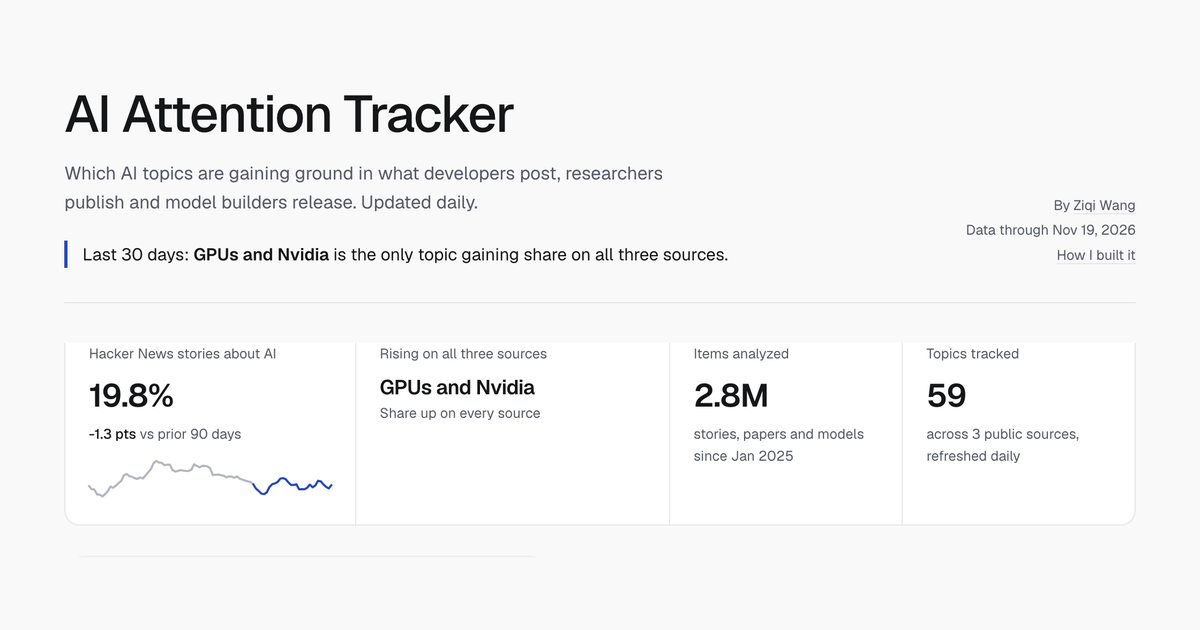 AI Attention Tracker
Which AI topics are gaining ground in what developers post, researchers
publish and model builders release. Updated daily.
Last 30 days: GPUs and Nvidia is the only topic gaining share on all three sources.
By Ziqi Wang
Data through Nov 19, 2026
How I built it
Hacker News stories about AI
19.8%
-1.3 pts vs prior 90 days
Rising on all three sources
GPUs and Nvidia
Share up on every source
Items analyzed
2.8M
stories, papers and models
since Jan 2025
Topics tracked
59
across 3 public sources,
refreshed daily